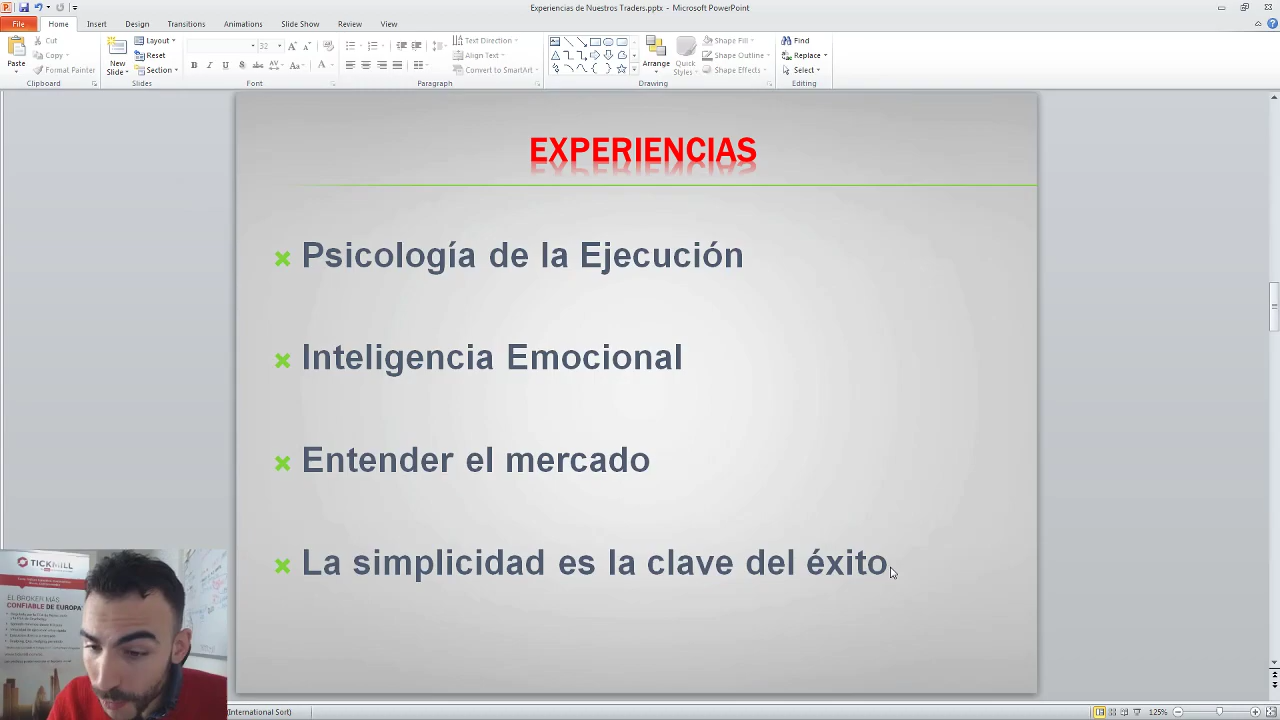 Experiencias de Nuestros Traders.pptx - Microsoft PowerPoint
File Home Insert Design Transitions Animations Slide Show Review View
Paste
Cut
Copy
Format Painter
Clipboard
New Slide
Layout
Reset
Section
Slides
32
Font
Text Direction
Align Text
Convert to SmartArt
Paragraph
Arrange
Quick Styles
Shape Fill
Shape Outline
Shape Effects
Drawing
Find
Replace
Select
Editing
EXPERIENCIAS
Psicología de la Ejecución
Inteligencia Emocional
Entender el mercado
La simplicidad es la clave del éxito.
TICKMILL
EL BROKER MÁS
CONFIABLE DE EUROPA
(International Sort)
125%